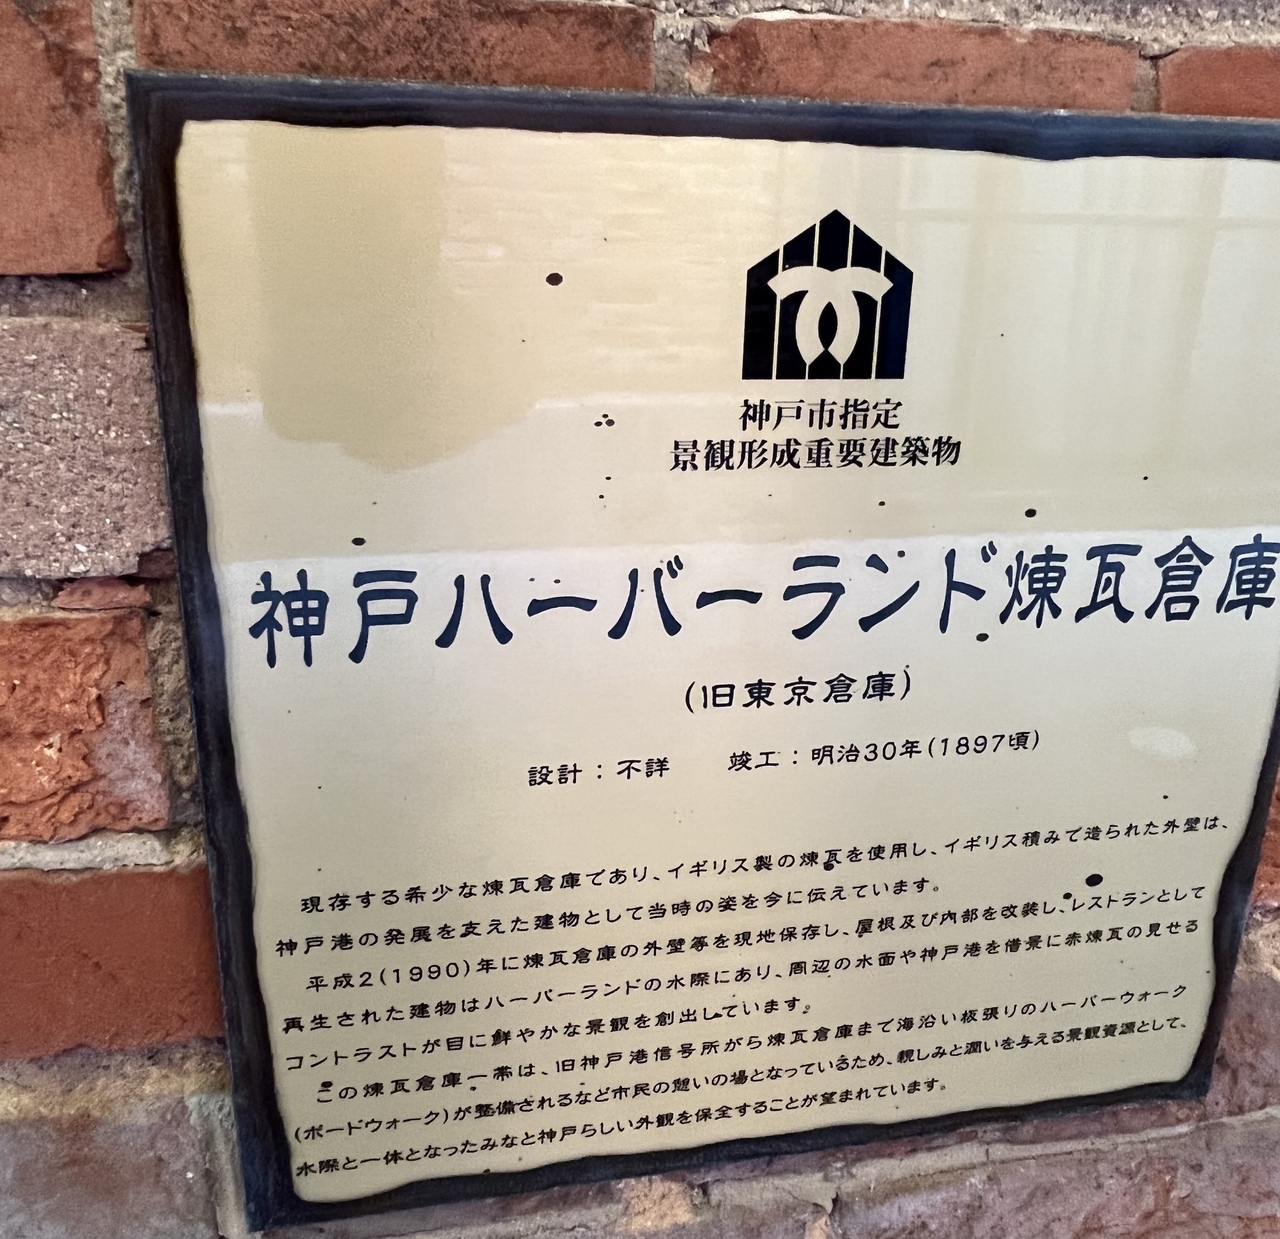 神戸市指定
景観形成重要建築物
神戸ハーバーランド煉瓦倉庫
(旧東京倉庫)
設計：不詳　竣工：明治30年(1897頃)
現存する希少な煉瓦倉庫であり、イギリス製の煉瓦を使用し、イギリス積みで造られた外壁は、
神戸港の発展を支えた建物として当時の姿を今に伝えています。
平成2(1990)年に煉瓦倉庫の外壁等を現地保存し、屋根及び内部を改装し、レストランとして
再生された建物はハーバーランドの水際にあり、周辺の水面や神戸港を借景に赤煉瓦の見せる
コントラストが目に鮮やかな景観を創出しています。
この煉瓦倉庫一帯は、旧神戸港信号所から煉瓦倉庫まで海沿い板張りのハーバーウォーク
(ボードウォーク)が整備されるなど市民の憩いの場となっているため、親しみと潤いを与える景観資源として、
水際と一体となったみなと神戸らしい外観を保全することが望まれています。